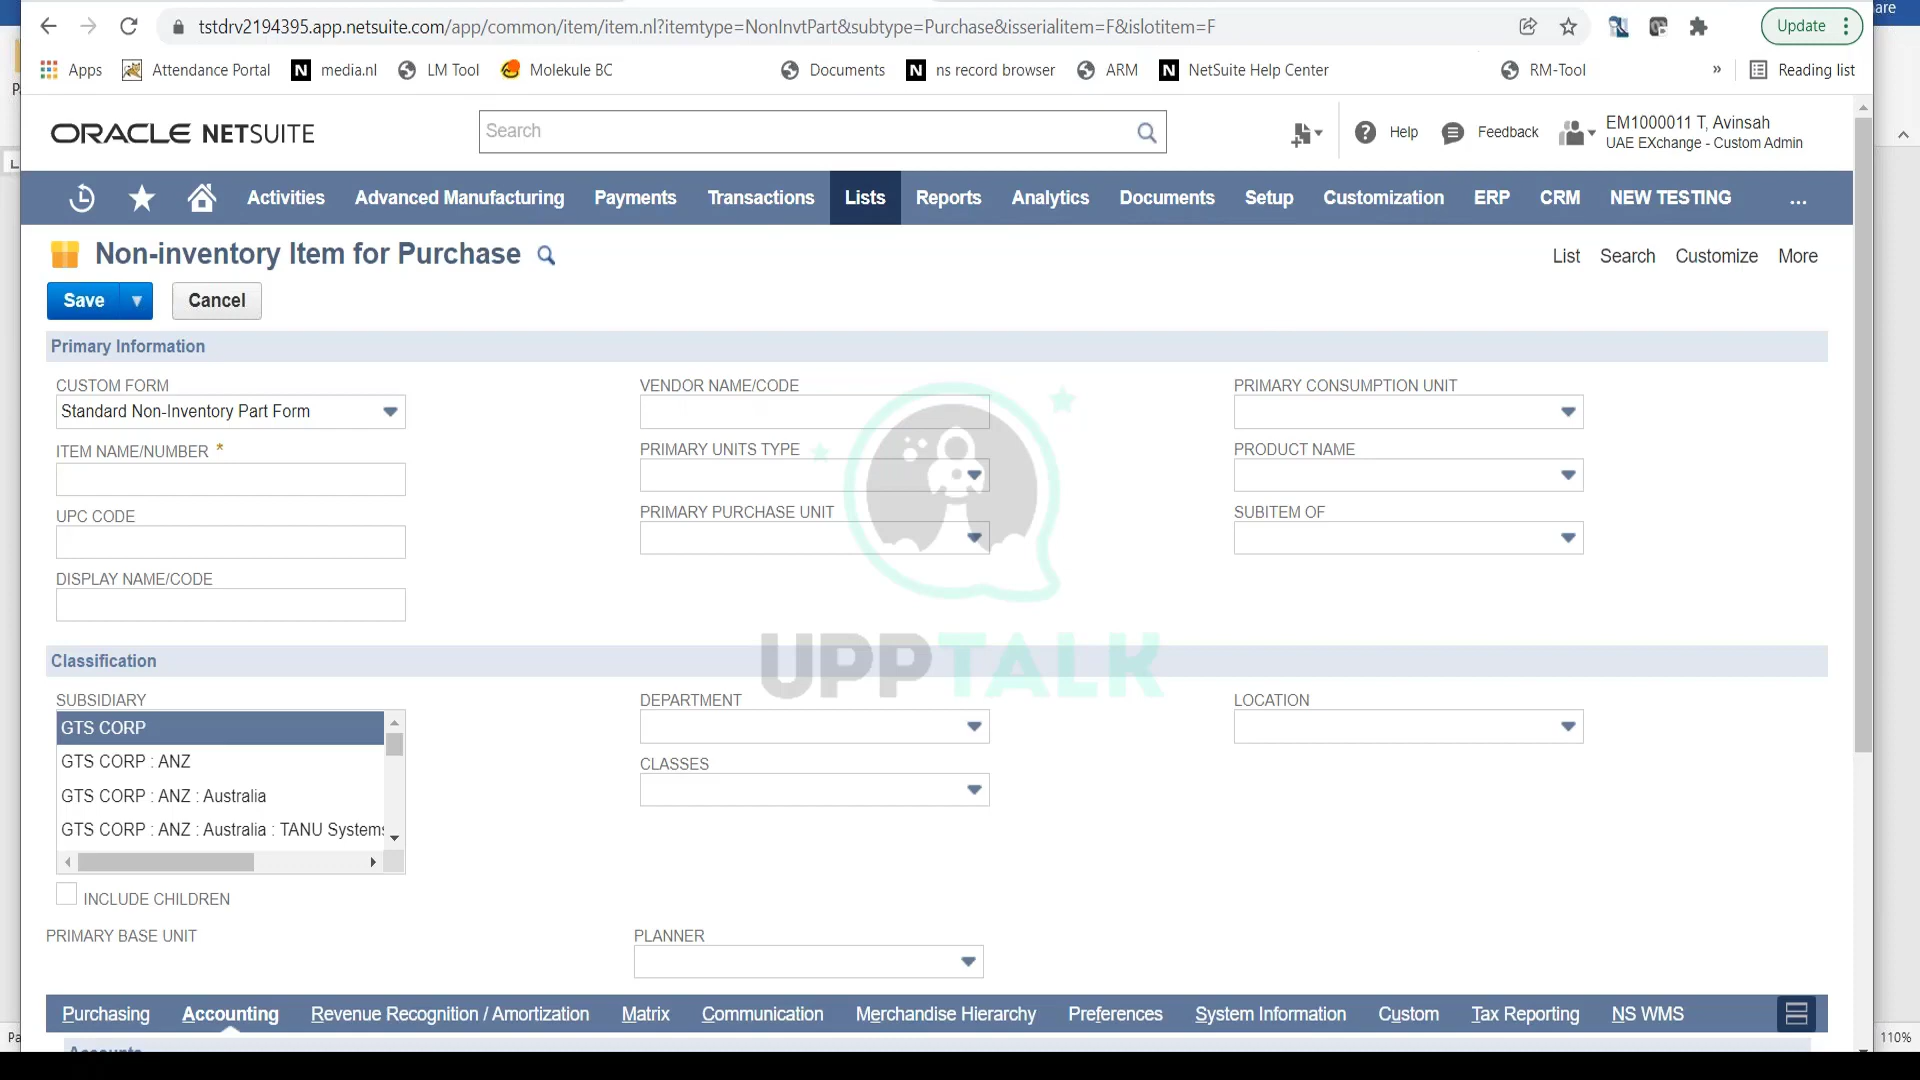 are
tstdrv2194395.app.netsuite.com/app/common/item/item.nl?itemtype=NonInvtPart&subtype=Purchase&isserialitem=F&islotitem=F
Update
Apps
Attendance Portal
media.nl
LM Tool
Molekule BC
Documents
ns record browser
ARM
NetSuite Help Center
RM-Tool
»
Reading list
ORACLE NETSUITE
Search
Help
Feedback
EM1000011 T, Avinsah
UAE EXchange - Custom Admin
Activities
Advanced Manufacturing
Payments
Transactions
Lists
Reports
Analytics
Documents
Setup
Customization
ERP
CRM
NEW TESTING
...
Non-inventory Item for Purchase
List
Search
Customize
More
Save
Cancel
Primary Information
CUSTOM FORM
Standard Non-Inventory Part Form
ITEM NAME/NUMBER *
UPC CODE
DISPLAY NAME/CODE
VENDOR NAME/CODE
PRIMARY UNITS TYPE
PRIMARY PURCHASE UNIT
PRIMARY CONSUMPTION UNIT
PRODUCT NAME
SUBITEM OF
UPPTALK
Classification
SUBSIDIARY
GTS CORP
GTS CORP : ANZ
GTS CORP : ANZ : Australia
GTS CORP : ANZ : Australia : TANU Systems
INCLUDE CHILDREN
DEPARTMENT
CLASSES
LOCATION
PRIMARY BASE UNIT
PLANNER
Purchasing
Accounting
Revenue Recognition / Amortization
Matrix
Communication
Merchandise Hierarchy
Preferences
System Information
Custom
Tax Reporting
NS WMS
Accounts
Pa
110%